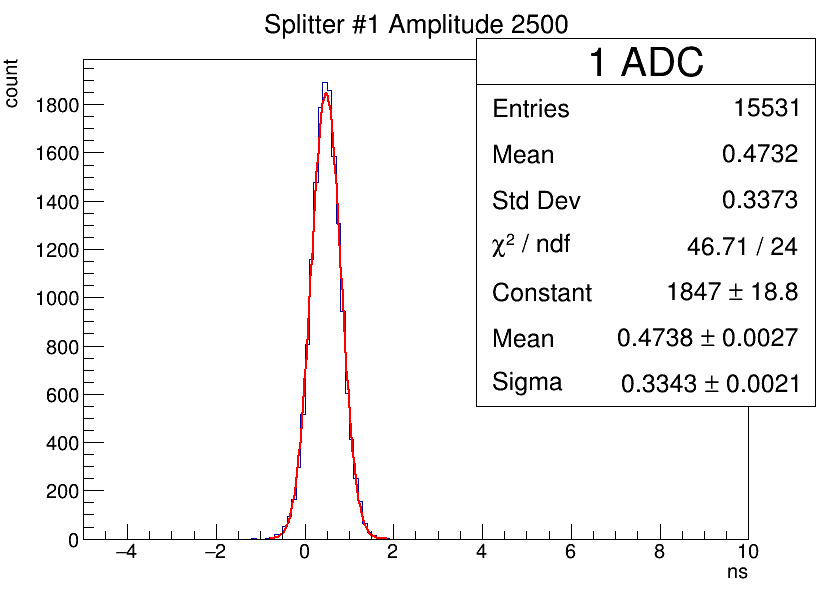 Splitter #1 Amplitude 2500
count
1 ADC
Entries 15531
Mean 0.4732
Std Dev 0.3373
χ² / ndf 46.71 / 24
Constant 1847 ± 18.8
Mean 0.4738 ± 0.0027
Sigma 0.3343 ± 0.0021
1800
1600
1400
1200
1000
800
600
400
200
0
−4 −2 0 2 4 6 8 10
ns